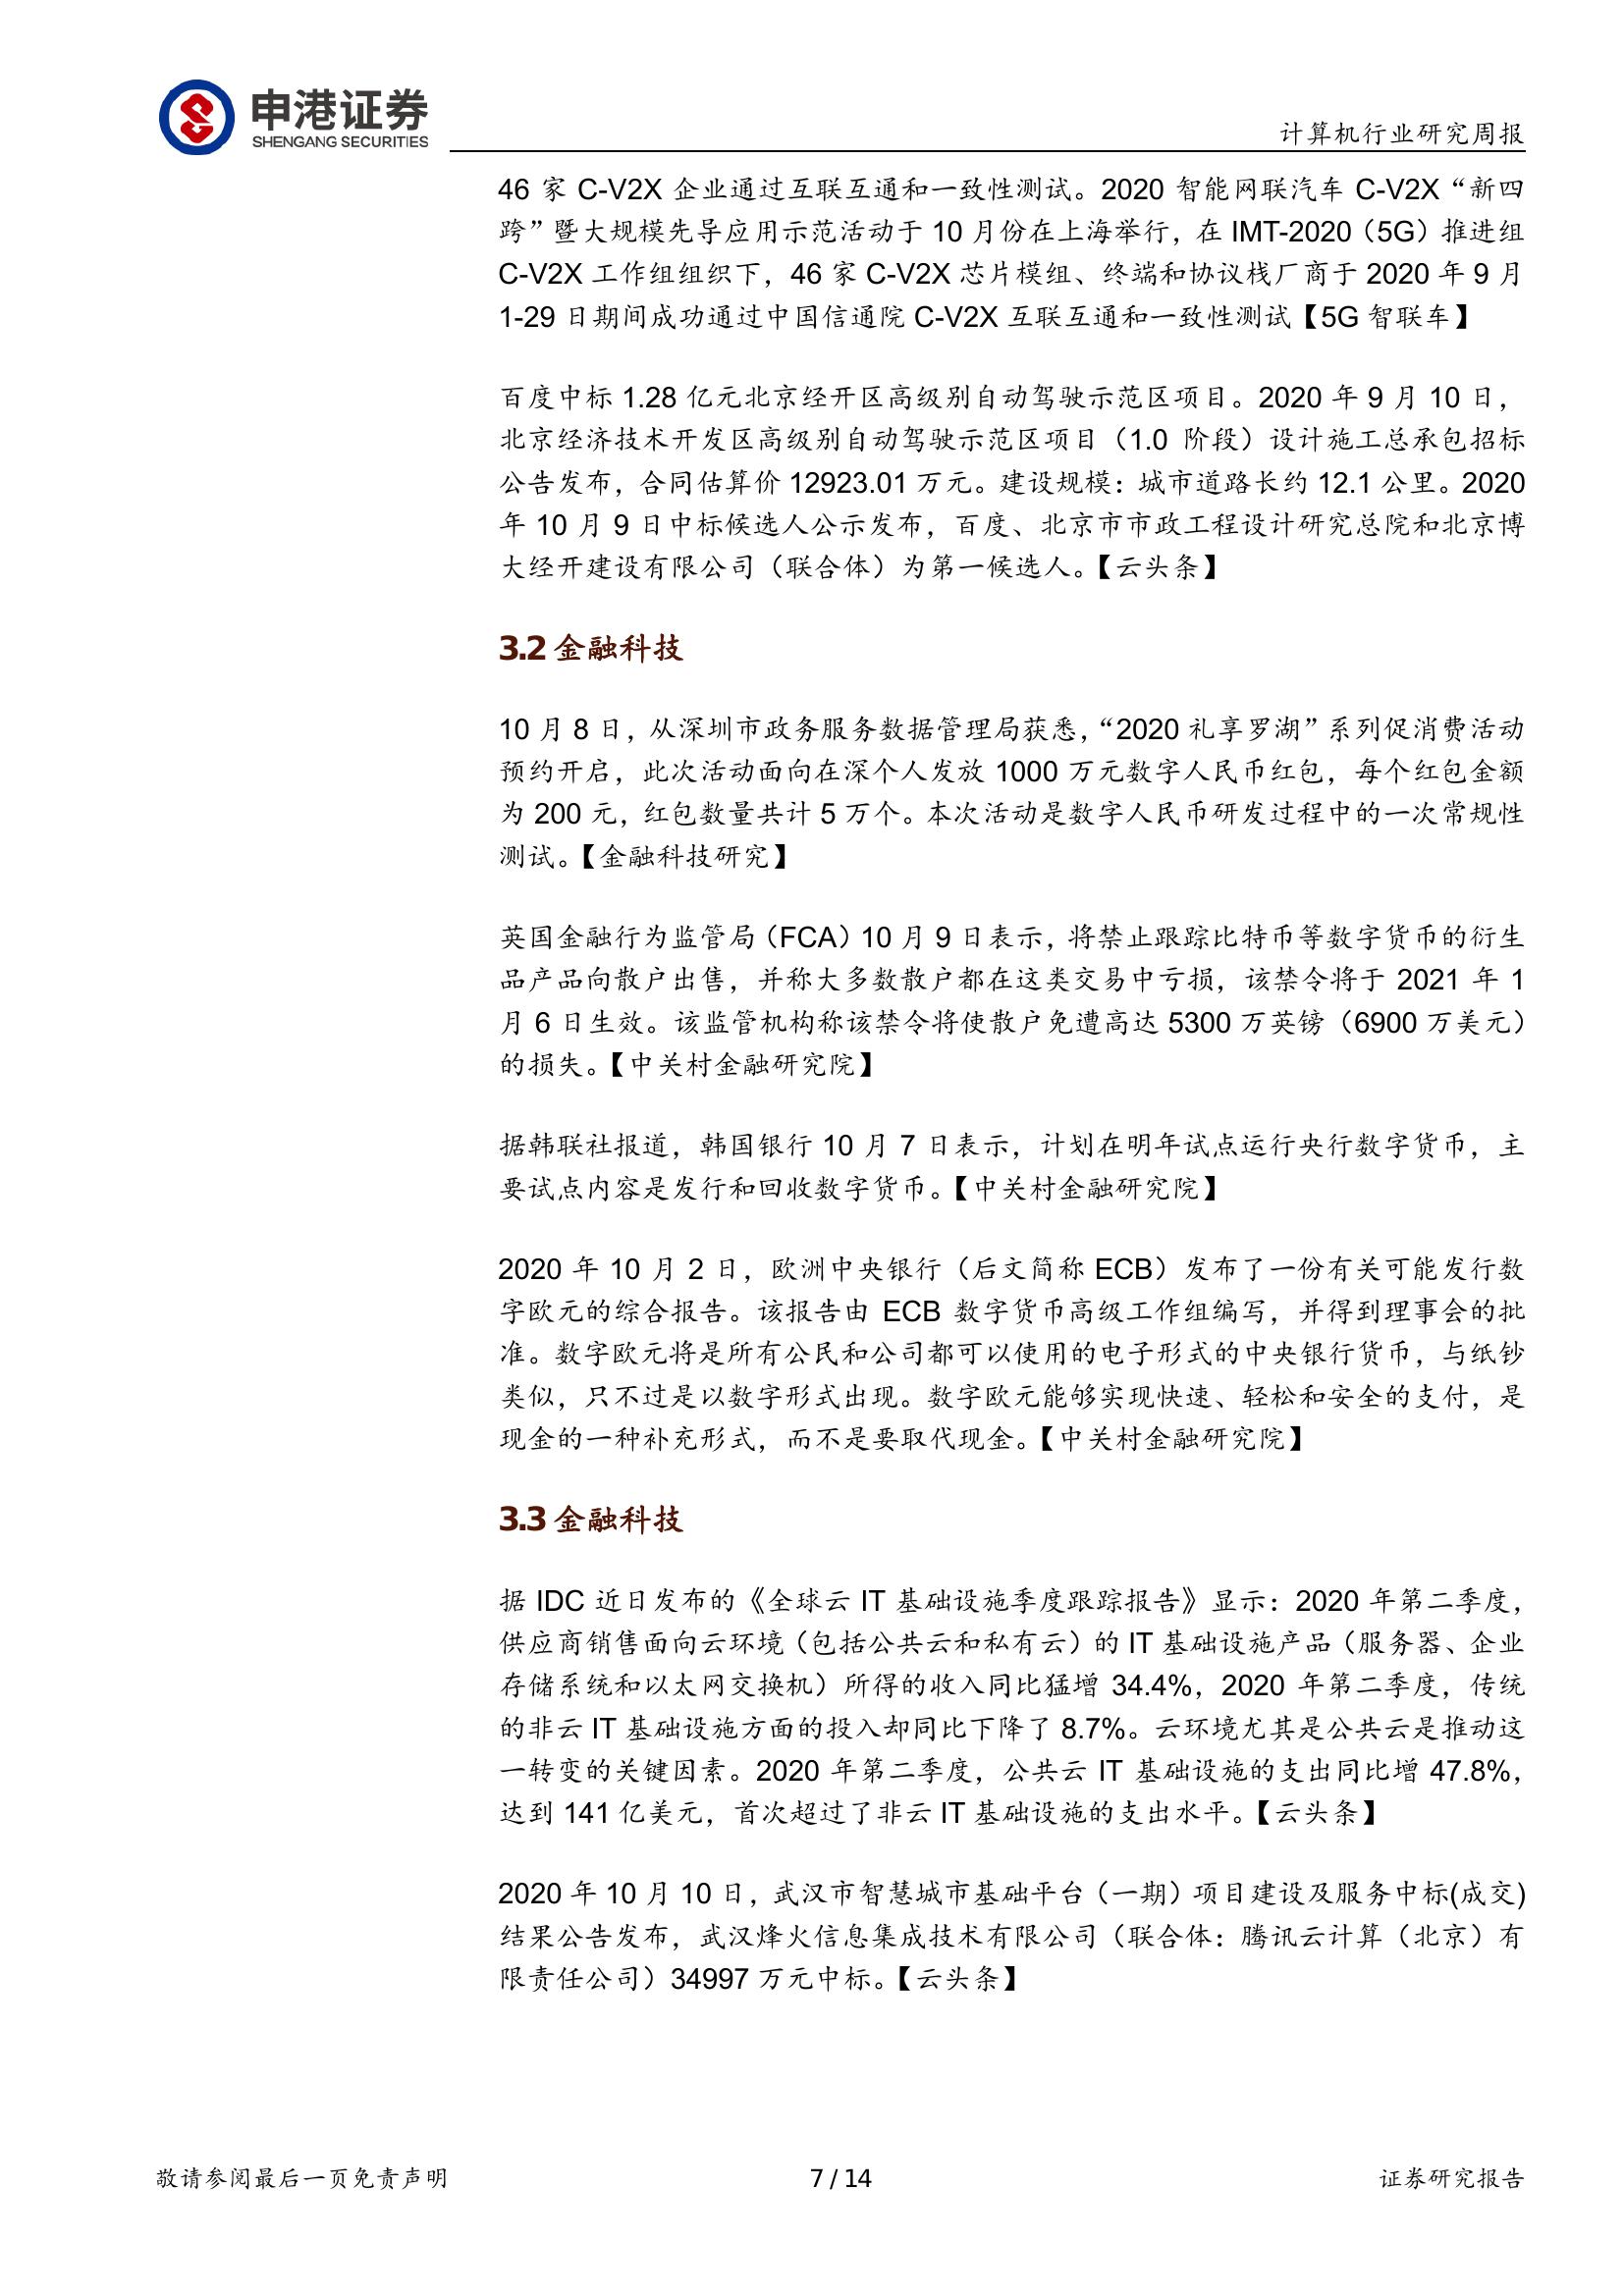 申港证券
SHENGANG SECURITIES
计算机行业研究周报
46 家 C-V2X 企业通过互联互通和一致性测试。2020 智能网联汽车 C-V2X“新四
跨”暨大规模先导应用示范活动于 10 月份在上海举行，在 IMT-2020（5G）推进组
C-V2X 工作组组织下，46 家 C-V2X 芯片模组、终端和协议栈厂商于 2020 年 9 月
1-29 日期间成功通过中国信通院 C-V2X 互联互通和一致性测试【5G 智联车】
百度中标 1.28 亿元北京经开区高级别自动驾驶示范区项目。2020 年 9 月 10 日，
北京经济技术开发区高级别自动驾驶示范区项目（1.0 阶段）设计施工总承包招标
公告发布，合同估算价 12923.01 万元。建设规模：城市道路长约 12.1 公里。2020
年 10 月 9 日中标候选人公示发布，百度、北京市市政工程设计研究总院和北京博
大经开建设有限公司（联合体）为第一候选人。【云头条】
3.2 金融科技
10 月 8 日，从深圳市政务服务数据管理局获悉，“2020 礼享罗湖”系列促消费活动
预约开启，此次活动面向在深个人发放 1000 万元数字人民币红包，每个红包金额
为 200 元，红包数量共计 5 万个。本次活动是数字人民币研发过程中的一次常规性
测试。【金融科技研究】
英国金融行为监管局（FCA）10 月 9 日表示，将禁止跟踪比特币等数字货币的衍生
品产品向散户出售，并称大多数散户都在这类交易中亏损，该禁令将于 2021 年 1
月 6 日生效。该监管机构称该禁令将使散户免遭高达 5300 万英镑（6900 万美元）
的损失。【中关村金融研究院】
据韩联社报道，韩国银行 10 月 7 日表示，计划在明年试点运行央行数字货币，主
要试点内容是发行和回收数字货币。【中关村金融研究院】
2020 年 10 月 2 日，欧洲中央银行（后文简称 ECB）发布了一份有关可能发行数
字欧元的综合报告。该报告由 ECB 数字货币高级工作组编写，并得到理事会的批
准。数字欧元将是所有公民和公司都可以使用的电子形式的中央银行货币，与纸钞
类似，只不过是以数字形式出现。数字欧元能够实现快速、轻松和安全的支付，是
现金的一种补充形式，而不是要取代现金。【中关村金融研究院】
3.3 金融科技
据 IDC 近日发布的《全球云 IT 基础设施季度跟踪报告》显示：2020 年第二季度，
供应商销售面向云环境（包括公共云和私有云）的 IT 基础设施产品（服务器、企业
存储系统和以太网交换机）所得的收入同比猛增 34.4%，2020 年第二季度，传统
的非云 IT 基础设施方面的投入却同比下降了 8.7%。云环境尤其是公共云是推动这
一转变的关键因素。2020 年第二季度，公共云 IT 基础设施的支出同比增 47.8%，
达到 141 亿美元，首次超过了非云 IT 基础设施的支出水平。【云头条】
2020 年 10 月 10 日，武汉市智慧城市基础平台（一期）项目建设及服务中标(成交)
结果公告发布，武汉烽火信息集成技术有限公司（联合体：腾讯云计算（北京）有
限责任公司）34997 万元中标。【云头条】
敬请参阅最后一页免责声明
7 / 14
证券研究报告